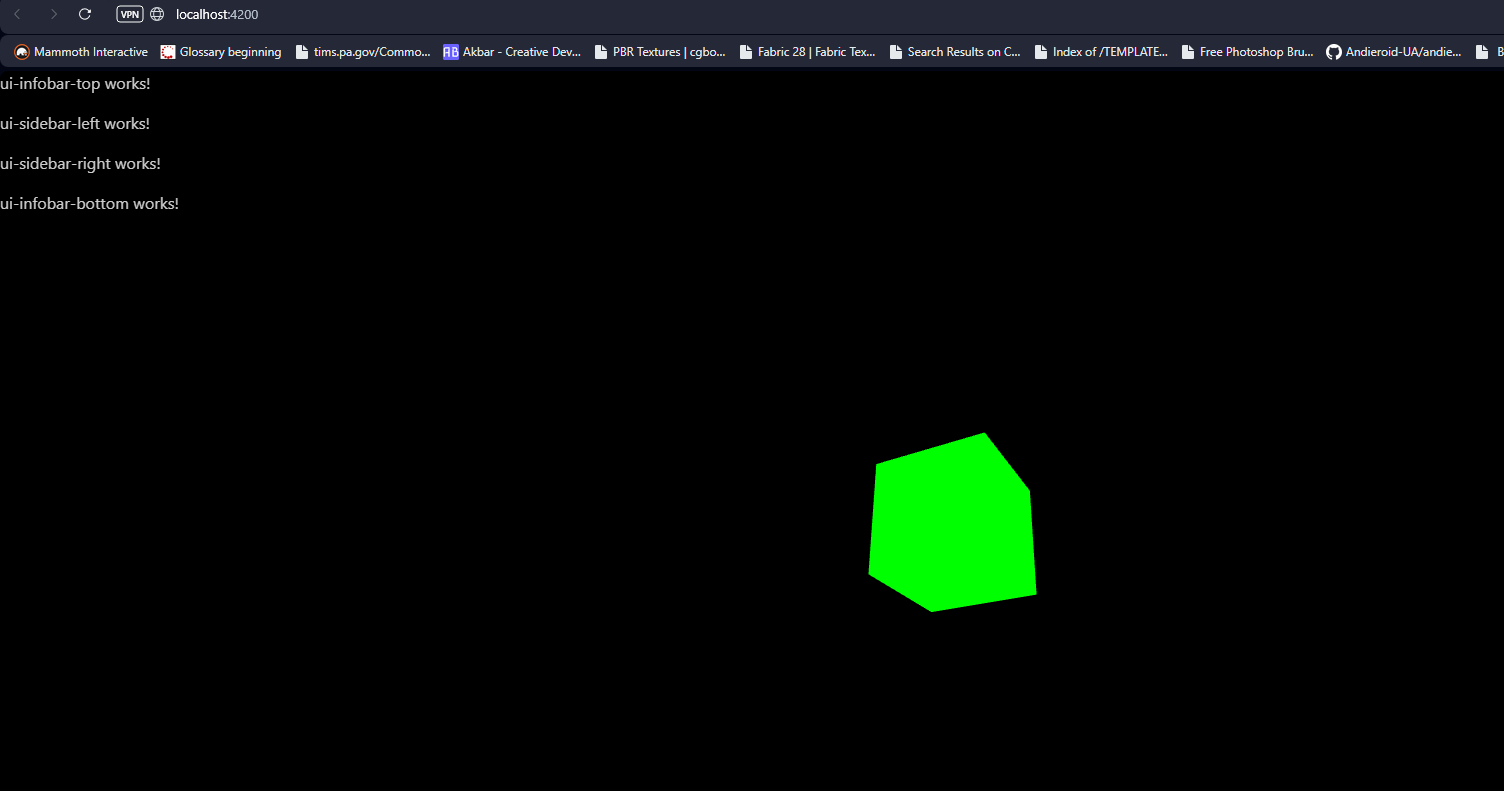 VPN localhost:4200
Mammoth Interactive Glossary beginning tims.pa.gov/Commo... AB Akbar - Creative Dev... PBR Textures | cgbo... Fabric 28 | Fabric Tex... Search Results on C... Index of /TEMPLATE... Free Photoshop Bru... Andieroid-UA/andie... B
ui-infobar-top works!
ui-sidebar-left works!
ui-sidebar-right works!
ui-infobar-bottom works!